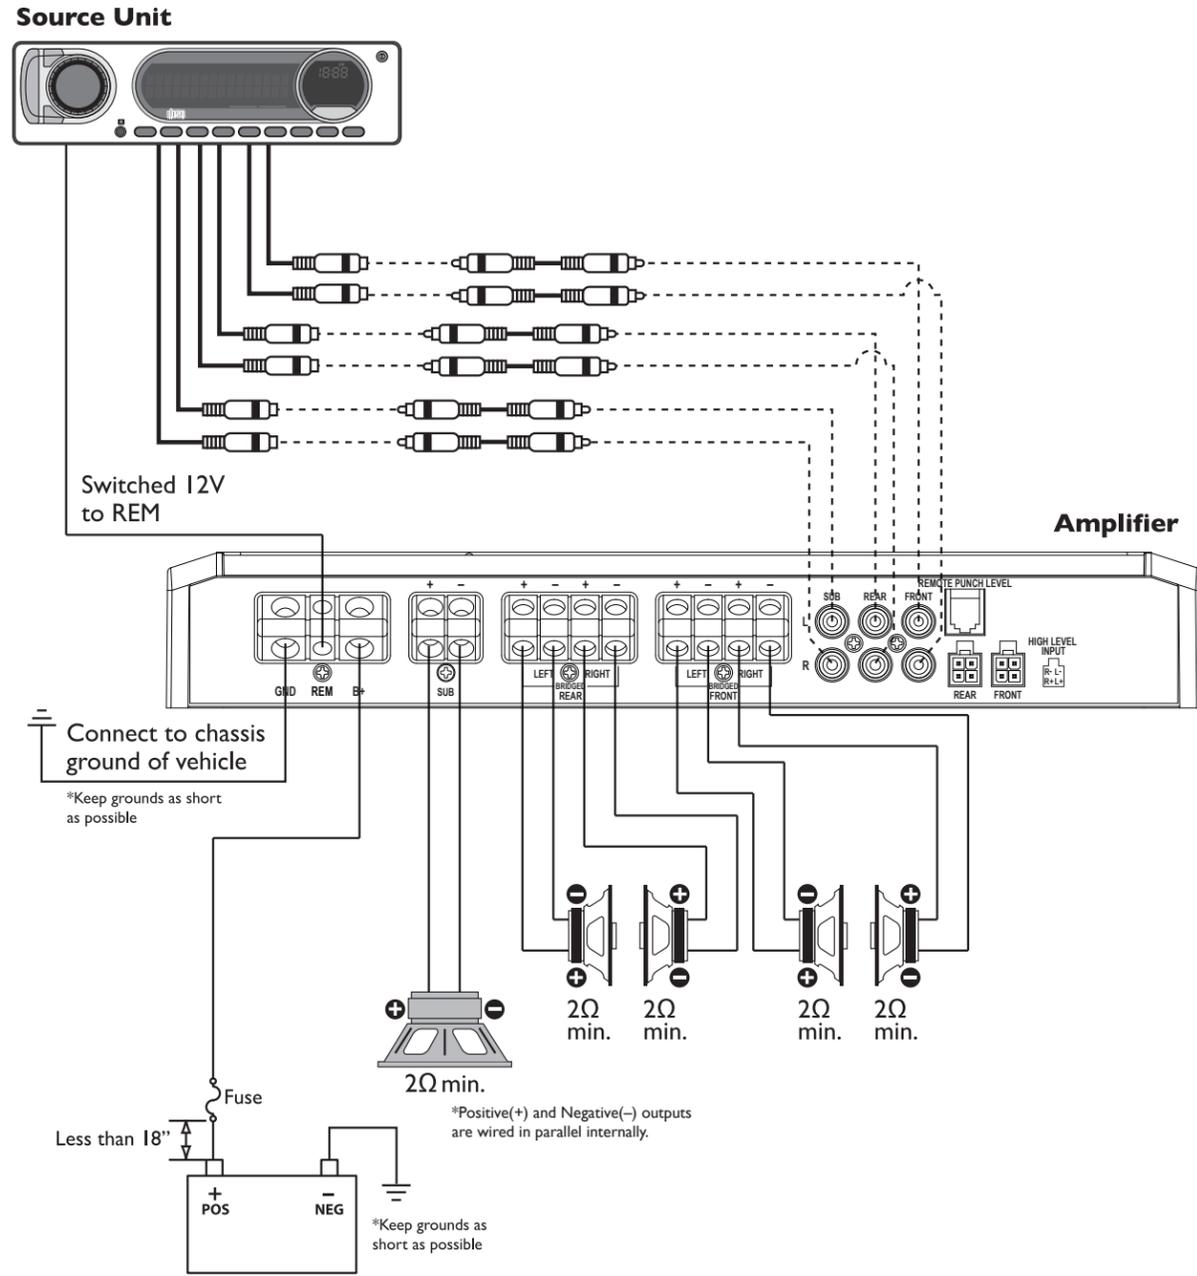 Source Unit
18:88
Switched 12V
to REM
Amplifier
REMOTE PUNCH LEVEL
+ − + − + − + − + −
SUB REAR FRONT
L
R
HIGH LEVEL
INPUT
R- L-
R+L+
REAR FRONT
GND REM B+
SUB
LEFT RIGHT
BRIDGED
REAR
LEFT RIGHT
BRIDGED
FRONT
Connect to chassis
ground of vehicle
*Keep grounds as short
as possible
− + − +
+ − + −
2Ω
min.
2Ω
min.
2Ω
min.
2Ω
min.
+ −
2Ω min.
*Positive(+) and Negative(–) outputs
are wired in parallel internally.
Fuse
Less than 18”
+ −
POS NEG
*Keep grounds as
short as possible